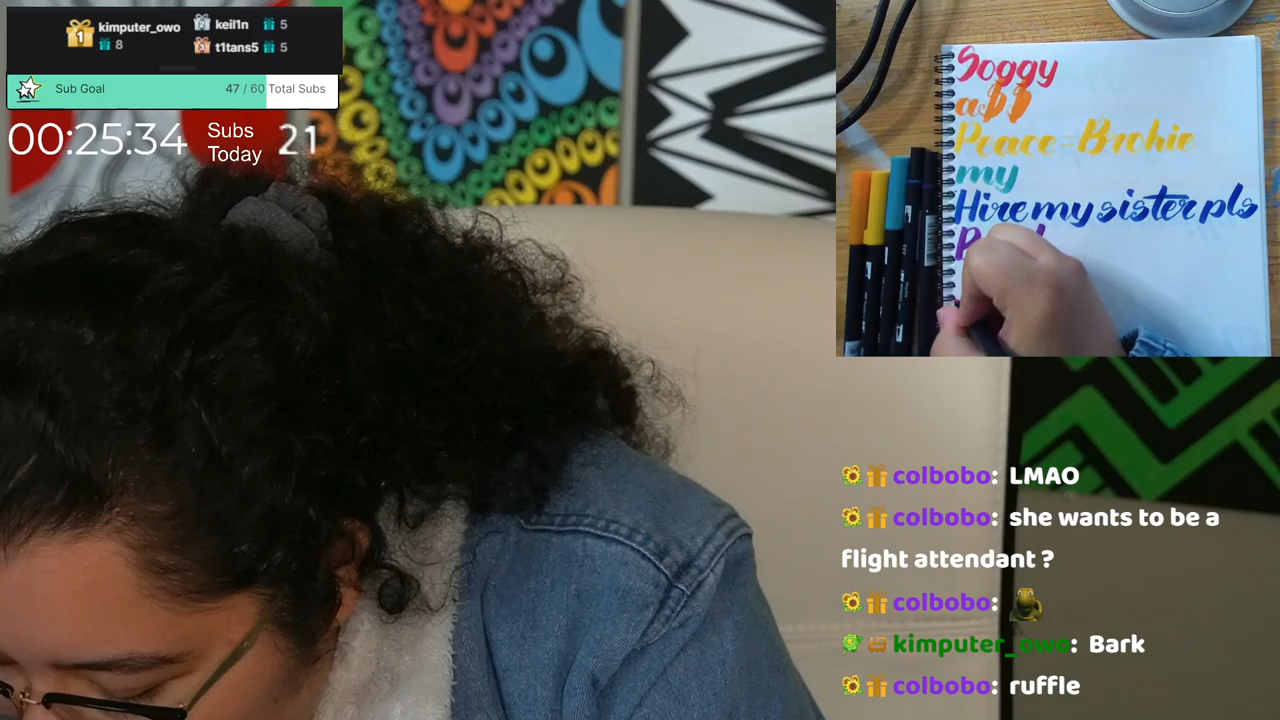 kimputer_owo
8
keil1n 5
t1tans5 5
Sub Goal 47 / 60 Total Subs
00:25:34 Subs Today 21
Soggy
Peace-Brohie
my
Hire my sister pls
colbobo: LMAO
colbobo: she wants to be a
flight attendant ?
colbobo:
kimputer_owo: Bark
colbobo: ruffle